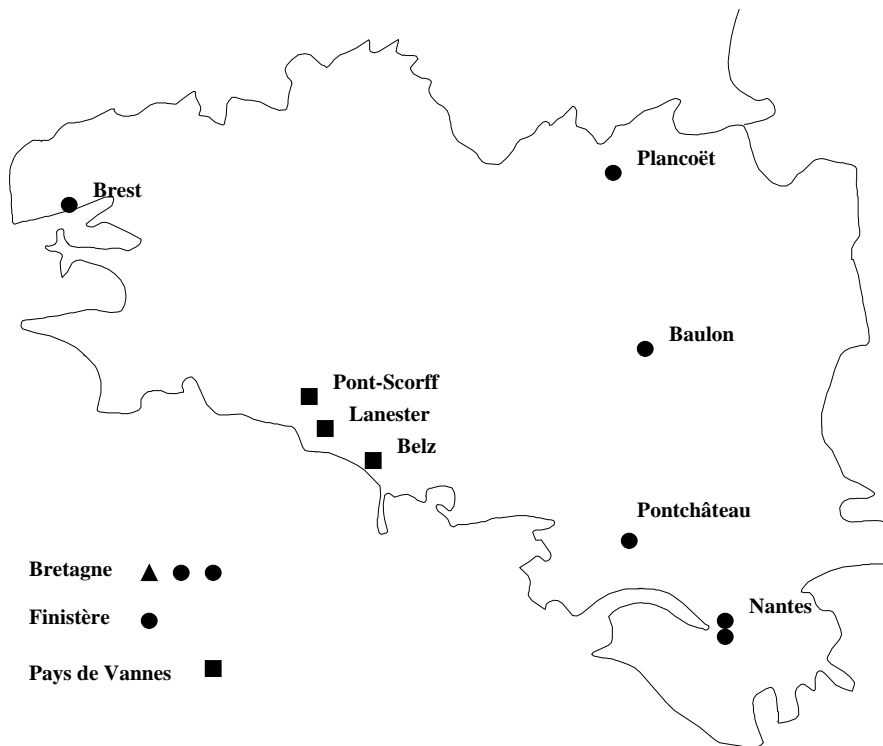 Plancoët
Brest
Baulon
Pont-Scorff
Lanester
Belz
Pontchâteau
Bretagne
Nantes
Finistère
Pays de Vannes